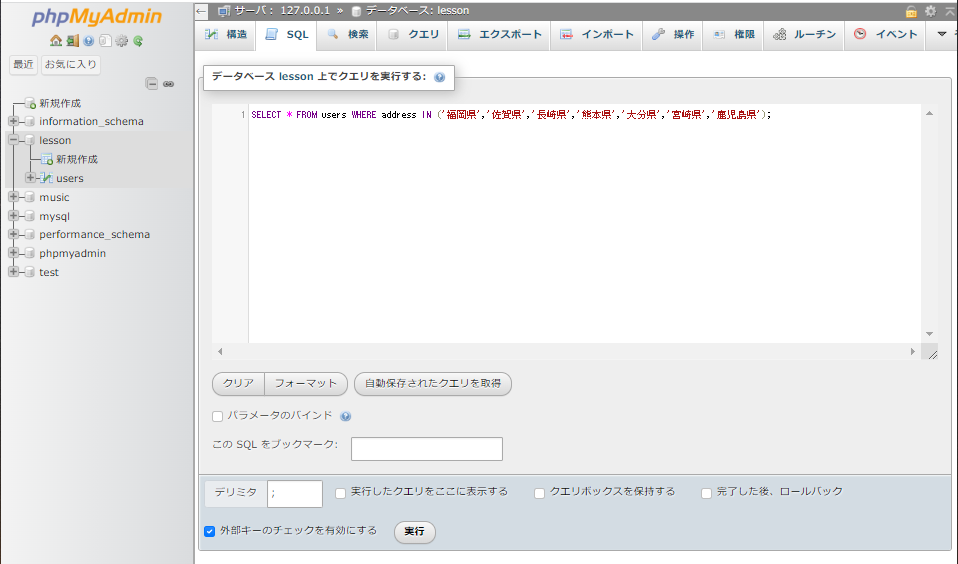 phpMyAdmin
最近 お気に入り
新規作成
information_schema
lesson
新規作成
users
music
mysql
performance_schema
phpmyadmin
test
サーバ: 127.0.0.1 » データベース: lesson
構造 SQL 検索 クエリ エクスポート インポート 操作 権限 ルーチン イベント
データベース lesson 上でクエリを実行する:
1 SELECT * FROM users WHERE address IN ('福岡県','佐賀県','長崎県','熊本県','大分県','宮崎県','鹿児島県');
クリア フォーマット 自動保存されたクエリを取得
パラメータのバインド
この SQL をブックマーク:
デリミタ ; 実行したクエリをここに表示する クエリボックスを保持する 完了した後、ロールバック
外部キーのチェックを有効にする 実行